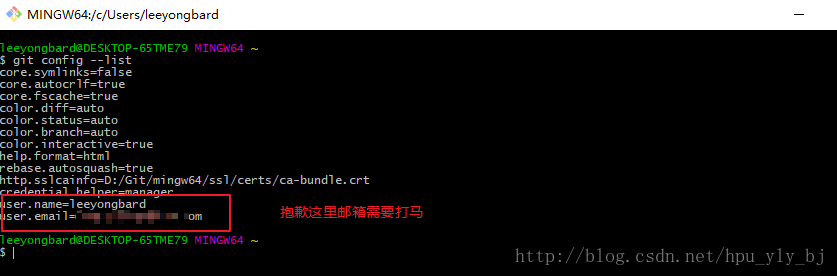 MINGW64:/c/Users/leeyongbard
leeyongbard@DESKTOP-65TME79 MINGW64 ~
$ git config --list
core.symlinks=false
core.autocrlf=true
core.fscache=true
color.diff=auto
color.status=auto
color.branch=auto
color.interactive=true
help.format=html
rebase.autosquash=true
http.sslcainfo=D:/Git/mingw64/ssl/certs/ca-bundle.crt
credential.helper=manager
user.name=leeyongbard
user.email= om
抱歉这里邮箱需要打马
leeyongbard@DESKTOP-65TME79 MINGW64 ~
$
http://blog.csdn.net/hpu_yly_bj